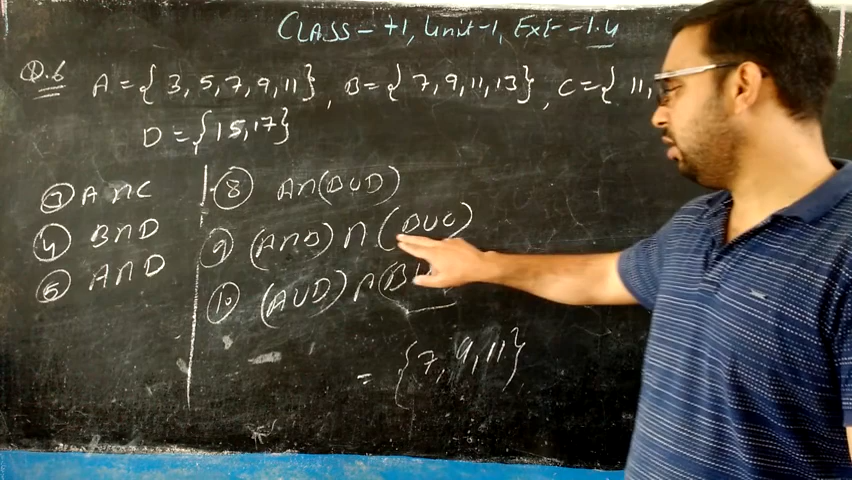 CLASS - +1, Unit-1, Ext -1.4
Q.6 A = { 3, 5, 7, 9, 11 }, B = { 7, 9, 11, 13 }, C = { 11,
D = { 15, 17 }
③ A ∩ C
④ B ∩ D
⑤ A ∩ D
⑧ A ∩ (B ∪ D)
⑨ (A ∩ B) ∩ (B ∪ C)
⑩ (A ∪ D) ∩ (B
= { 7, 9, 11 }